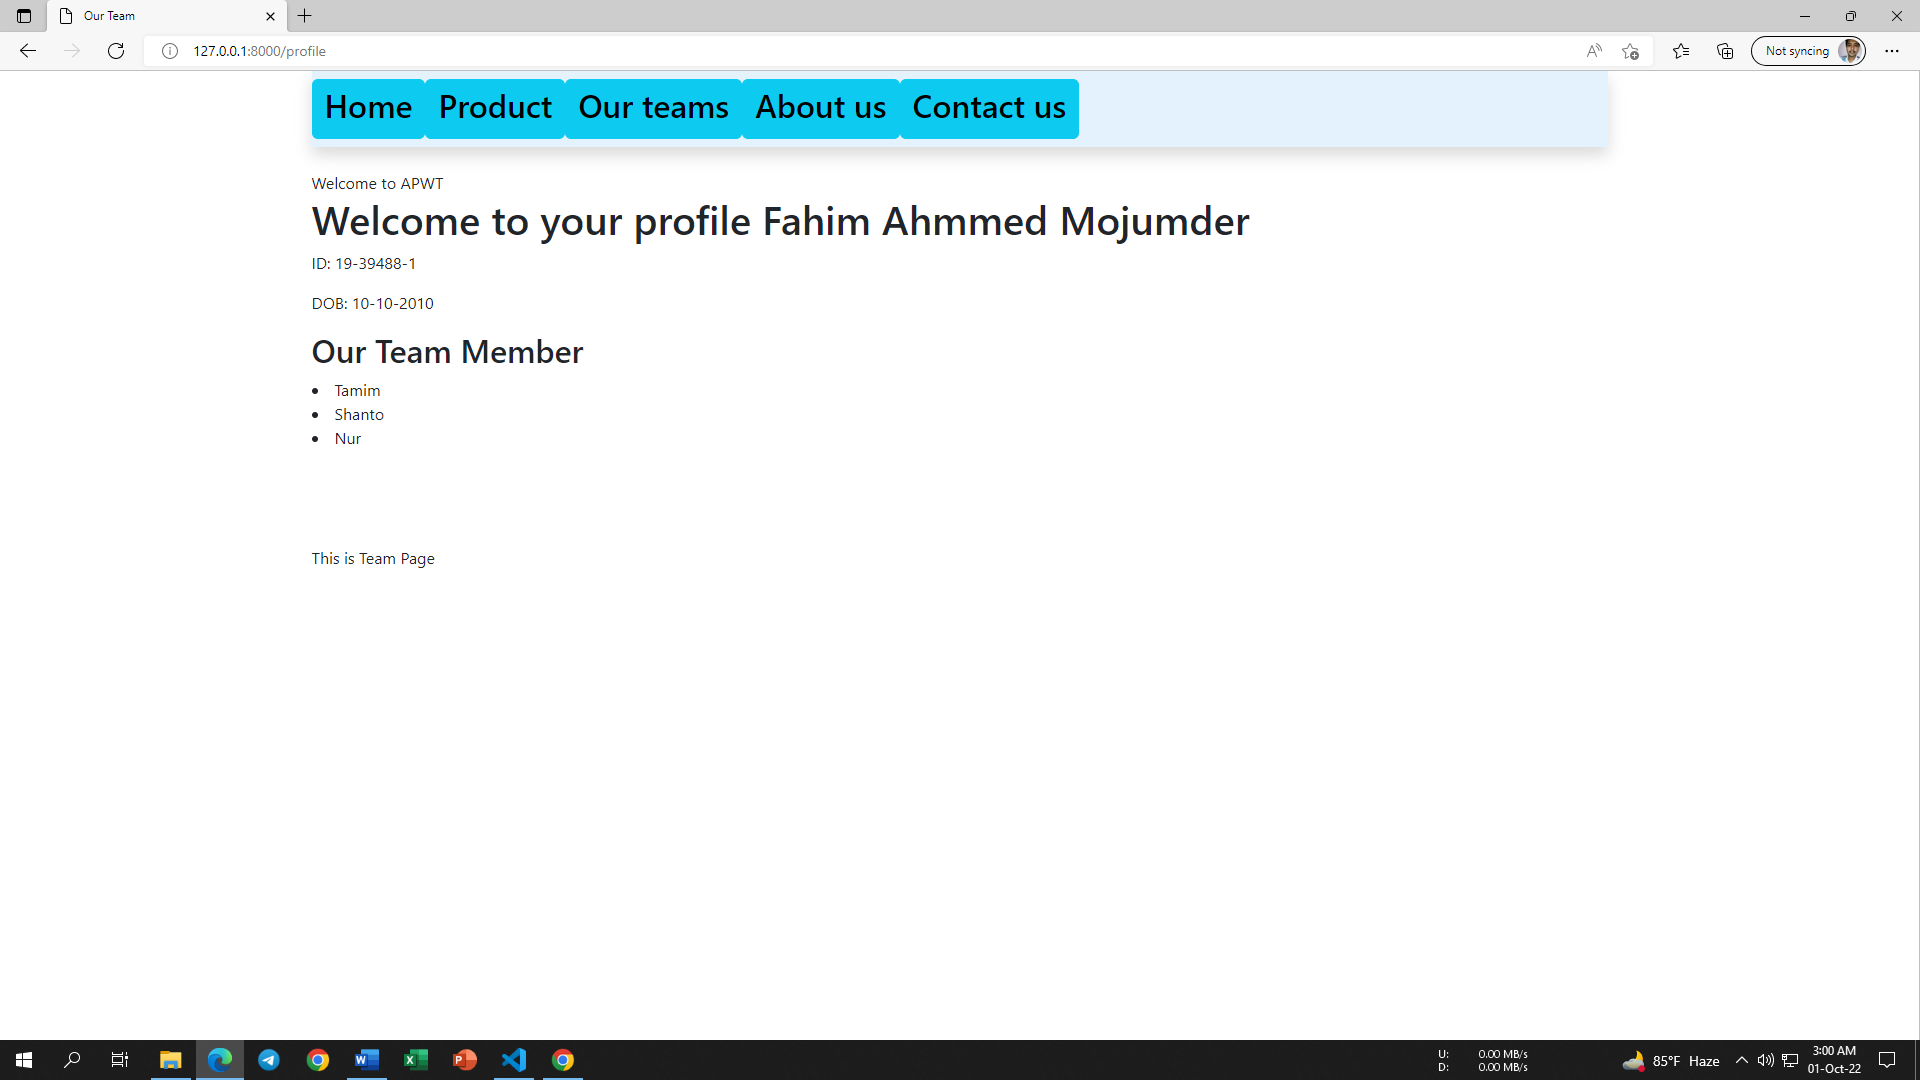 Our Team
127.0.0.1:8000/profile
Not syncing
Home Product Our teams About us Contact us
Welcome to APWT
Welcome to your profile Fahim Ahmmed Mojumder
ID: 19-39488-1
DOB: 10-10-2010
Our Team Member
Tamim
Shanto
Nur
This is Team Page
U: 0.00 MB/s
D: 0.00 MB/s
85°F Haze
3:00 AM
01-Oct-22